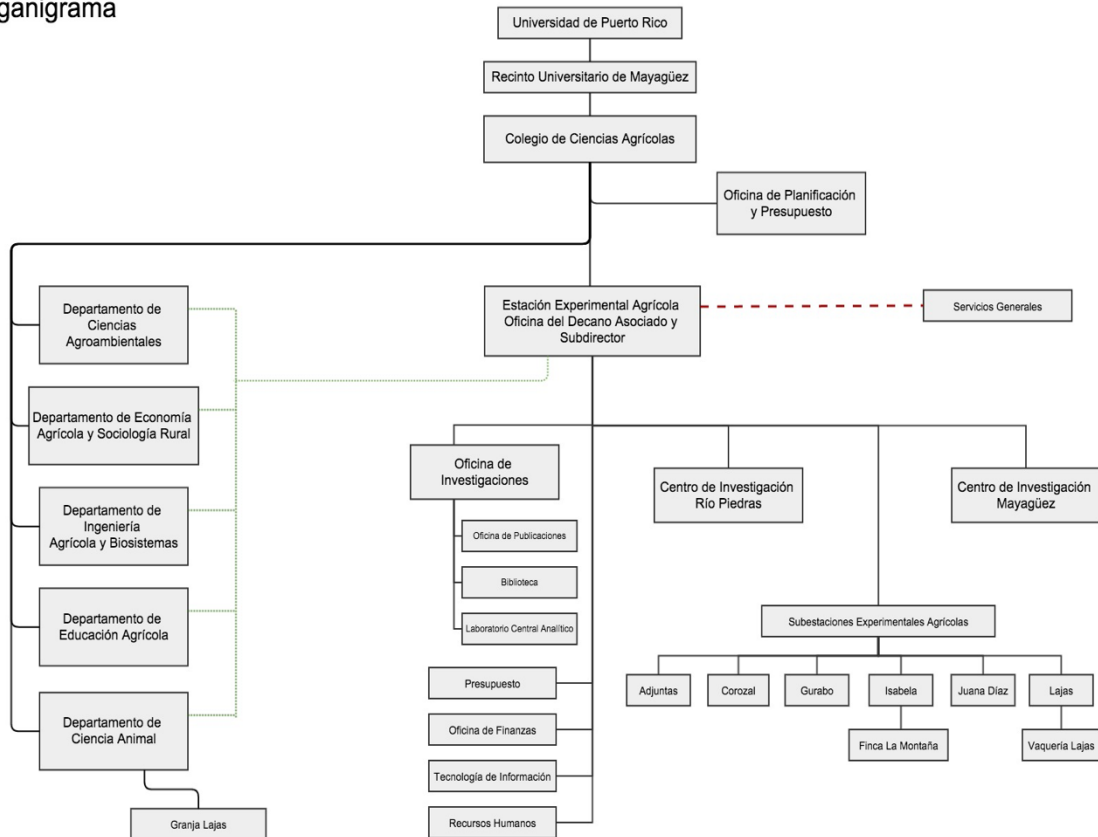 ganigrama
Universidad de Puerto Rico
Recinto Universitario de Mayagüez
Colegio de Ciencias Agrícolas
Oficina de Planificación
y Presupuesto
Departamento de
Ciencias
Agroambientales
Estación Experimental Agrícola
Oficina del Decano Asociado y
Subdirector
Servicios Generales
Departamento de Economía
Agrícola y Sociología Rural
Oficina de
Investigaciones
Centro de Investigación
Río Piedras
Centro de Investigación
Mayagüez
Departamento de
Ingeniería
Agrícola y Biosistemas
Oficina de Publicaciones
Biblioteca
Laboratorio Central Analítico
Departamento de
Educación Agrícola
Subestaciones Experimentales Agrícolas
Presupuesto
Adjuntas
Corozal
Gurabo
Isabela
Juana Díaz
Lajas
Departamento de
Ciencia Animal
Oficina de Finanzas
Finca La Montaña
Vaquería Lajas
Tecnología de Información
Granja Lajas
Recursos Humanos